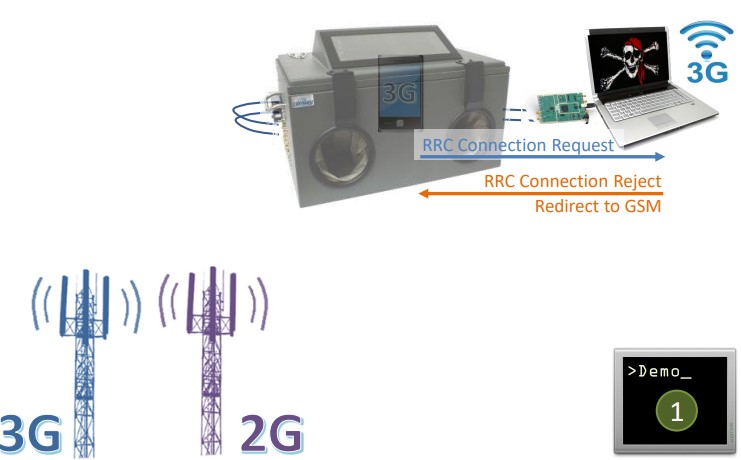 3G
3G
RRC Connection Request
RRC Connection Reject
Redirect to GSM
3G
2G
>Demo_
1